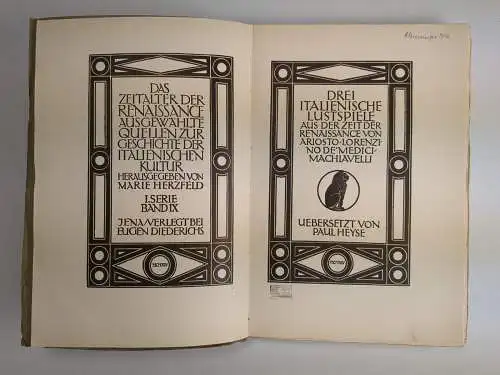 DAS
ZEITALTER DER
RENAISSANCE
AUSGEWÄHLTE
QUELLEN ZUR
GESCHICHTE DER
ITALIENISCHEN
KULTUR
HERAUSGEGEBEN VON
MARIE HERZFELD
I. SERIE
BAND IX
JENA/VERLEGT BEI
EUGEN DIEDERICHS
DREI
ITALIENISCHE
LUSTSPIELE
AUS DER ZEIT DER
RENAISSANCE VON
ARIOSTO-LORENZI
NO DE'MEDICI-
MACHIAVELLI
UEBERSETZT VON
PAUL HEYSE